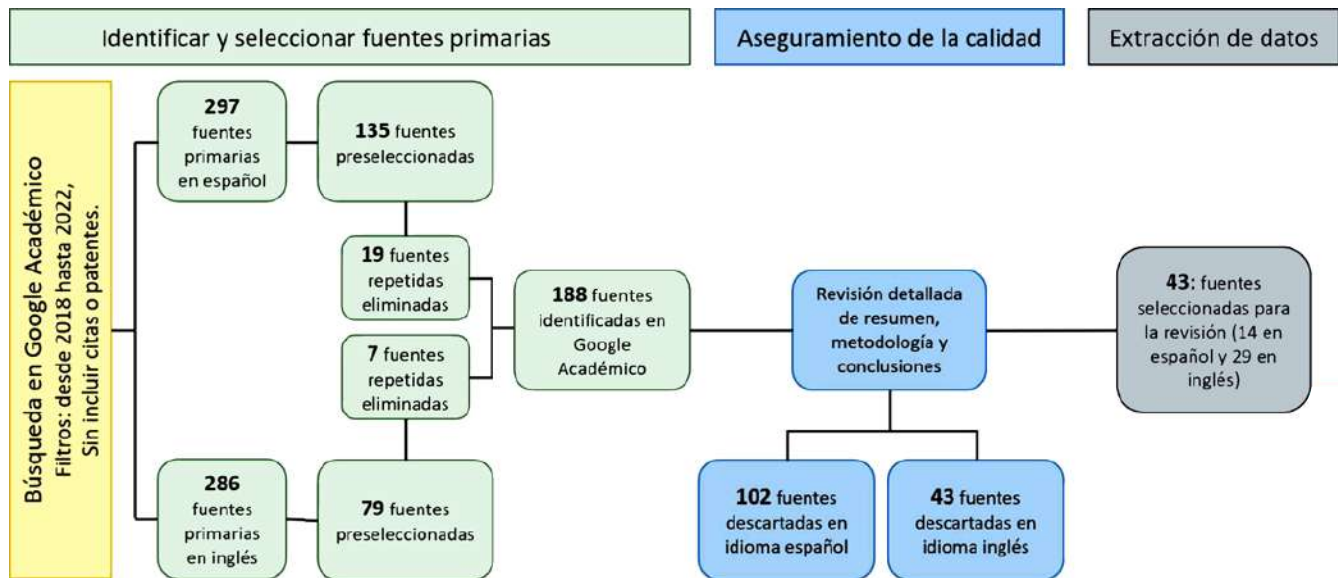 Identificar y seleccionar fuentes primarias
Aseguramiento de la calidad
Extracción de datos
Búsqueda en Google Académico
Filtros: desde 2018 hasta 2022,
Sin incluir citas o patentes.
297
fuentes
primarias
en español
135 fuentes
preseleccionadas
19 fuentes
repetidas
eliminadas
7 fuentes
repetidas
eliminadas
286
fuentes
primarias
en inglés
79 fuentes
preseleccionadas
188 fuentes
identificadas en
Google
Académico
Revisión detallada
de resumen,
metodología y
conclusiones
102 fuentes
descartadas en
idioma español
43 fuentes
descartadas en
idioma inglés
43: fuentes
seleccionadas para
la revisión (14 en
español y 29 en
inglés)